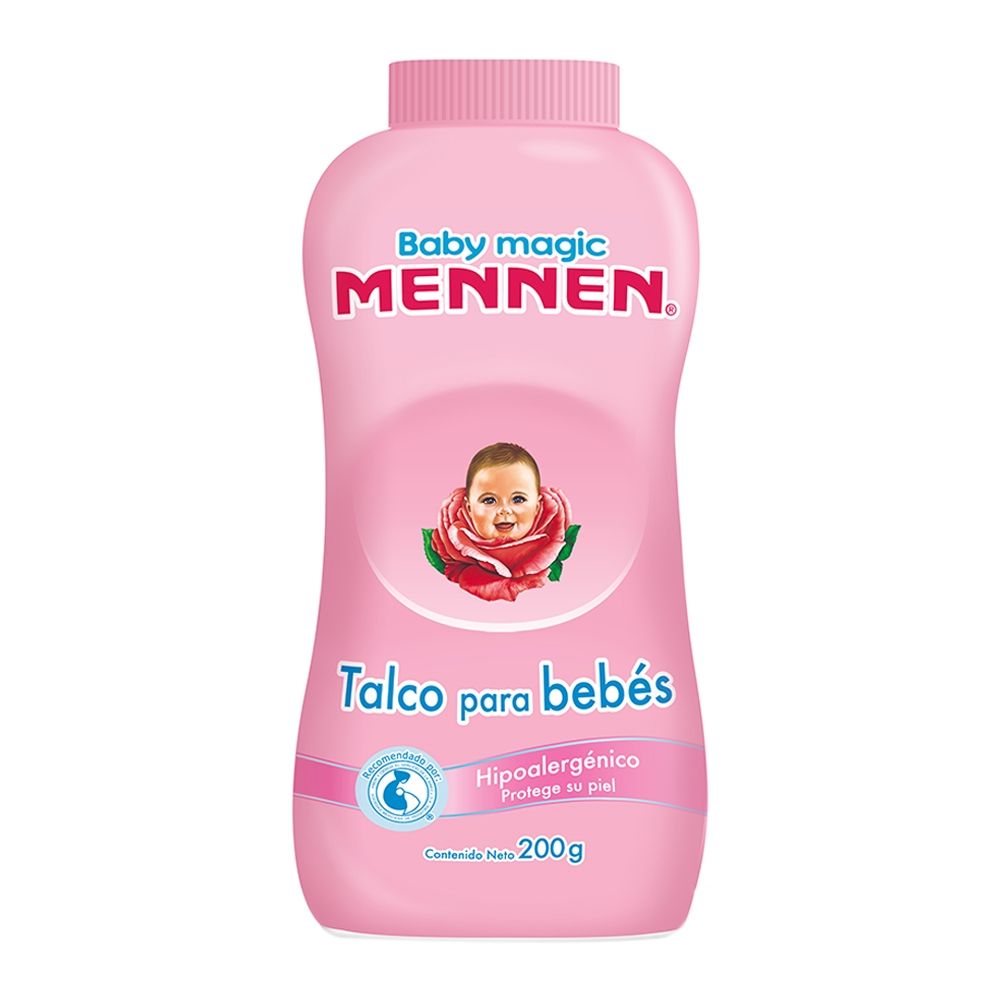 Baby magic
MENNEN®
Talco para bebés
Recomendado por:
Hipoalergénico
Protege su piel
®
Contenido Neto 200g